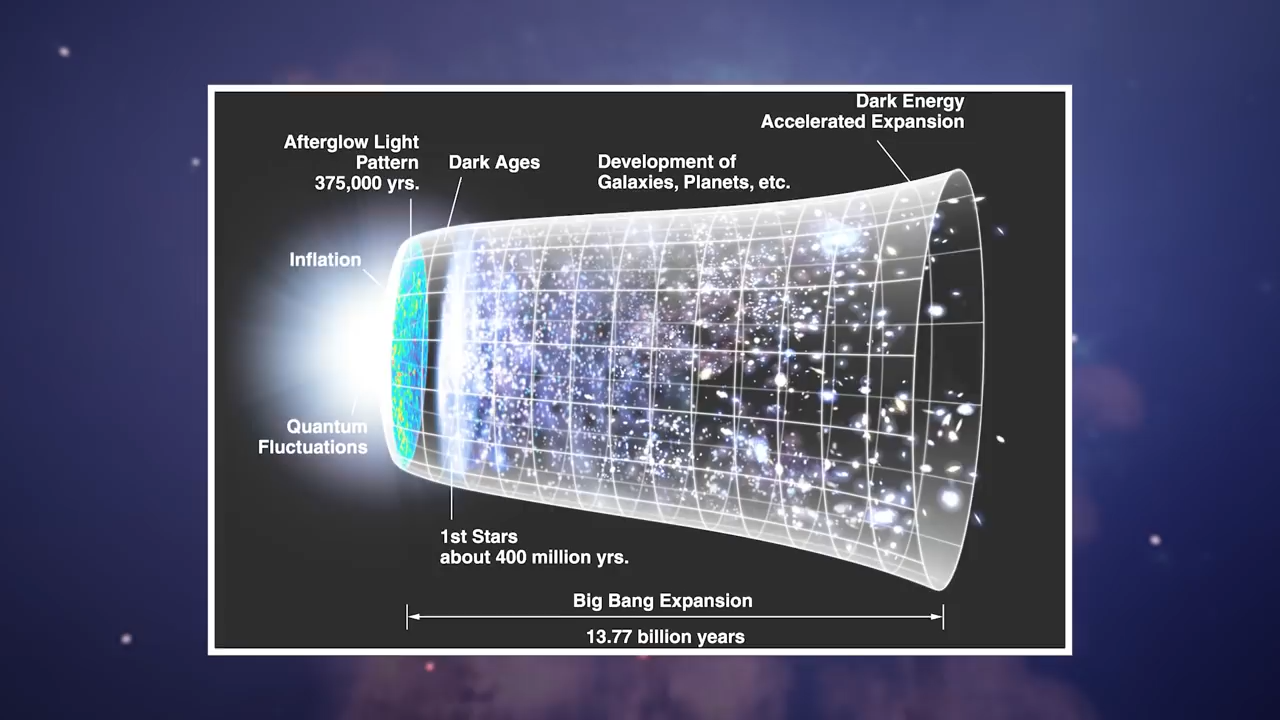 Dark Energy
Accelerated Expansion
Afterglow Light
Pattern
375,000 yrs.
Dark Ages
Development of
Galaxies, Planets, etc.
Inflation
Quantum
Fluctuations
1st Stars
about 400 million yrs.
Big Bang Expansion
13.77 billion years